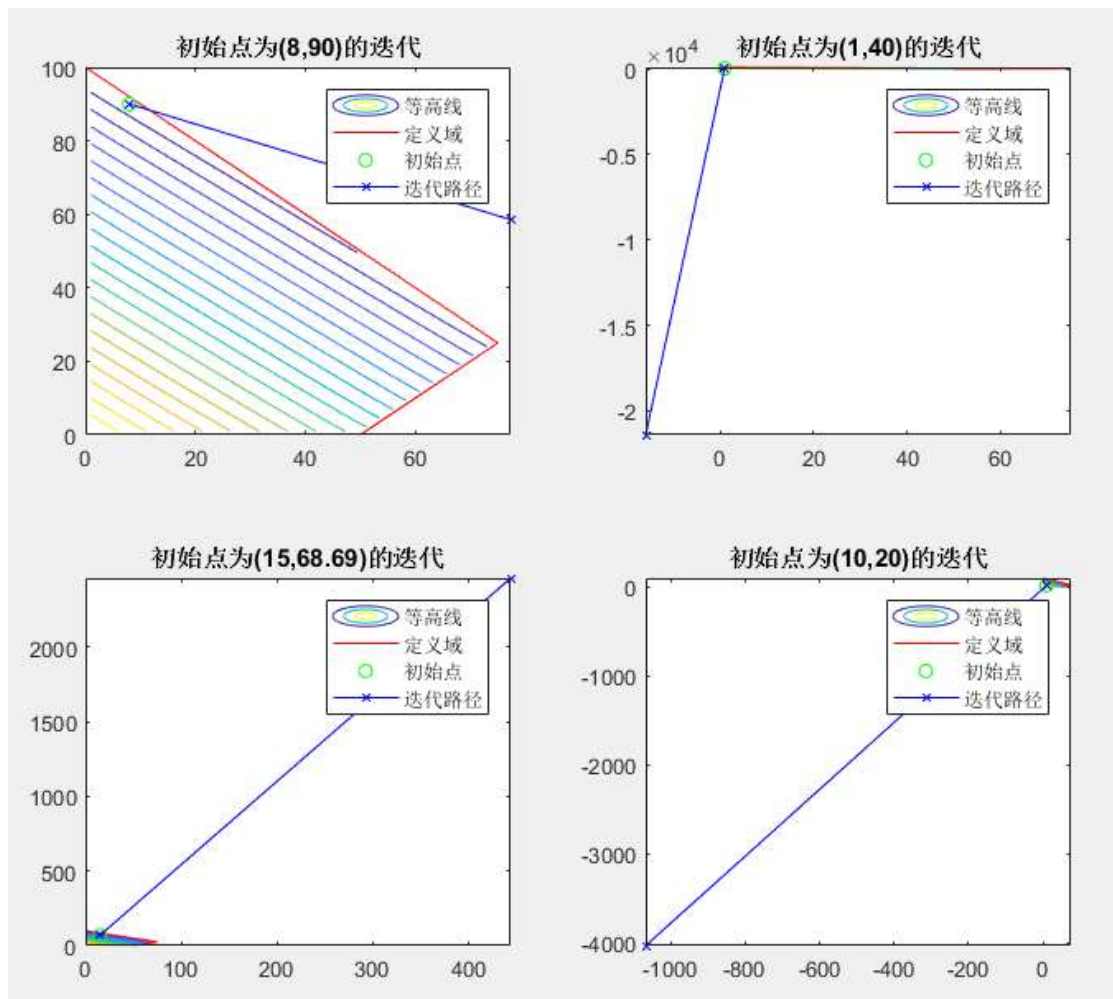 初始点为(8,90)的迭代
100
80
60
40
20
0
0
20
40
60
等高线
定义域
初始点
迭代路径
初始点为(1,40)的迭代
×10⁴
0
-0.5
-1
-1.5
-2
0
20
40
60
等高线
定义域
初始点
迭代路径
初始点为(15,68.69)的迭代
2000
1500
1000
500
0
0
100
200
300
400
等高线
定义域
初始点
迭代路径
初始点为(10,20)的迭代
0
-1000
-2000
-3000
-4000
-1000
-800
-600
-400
-200
0
等高线
定义域
初始点
迭代路径